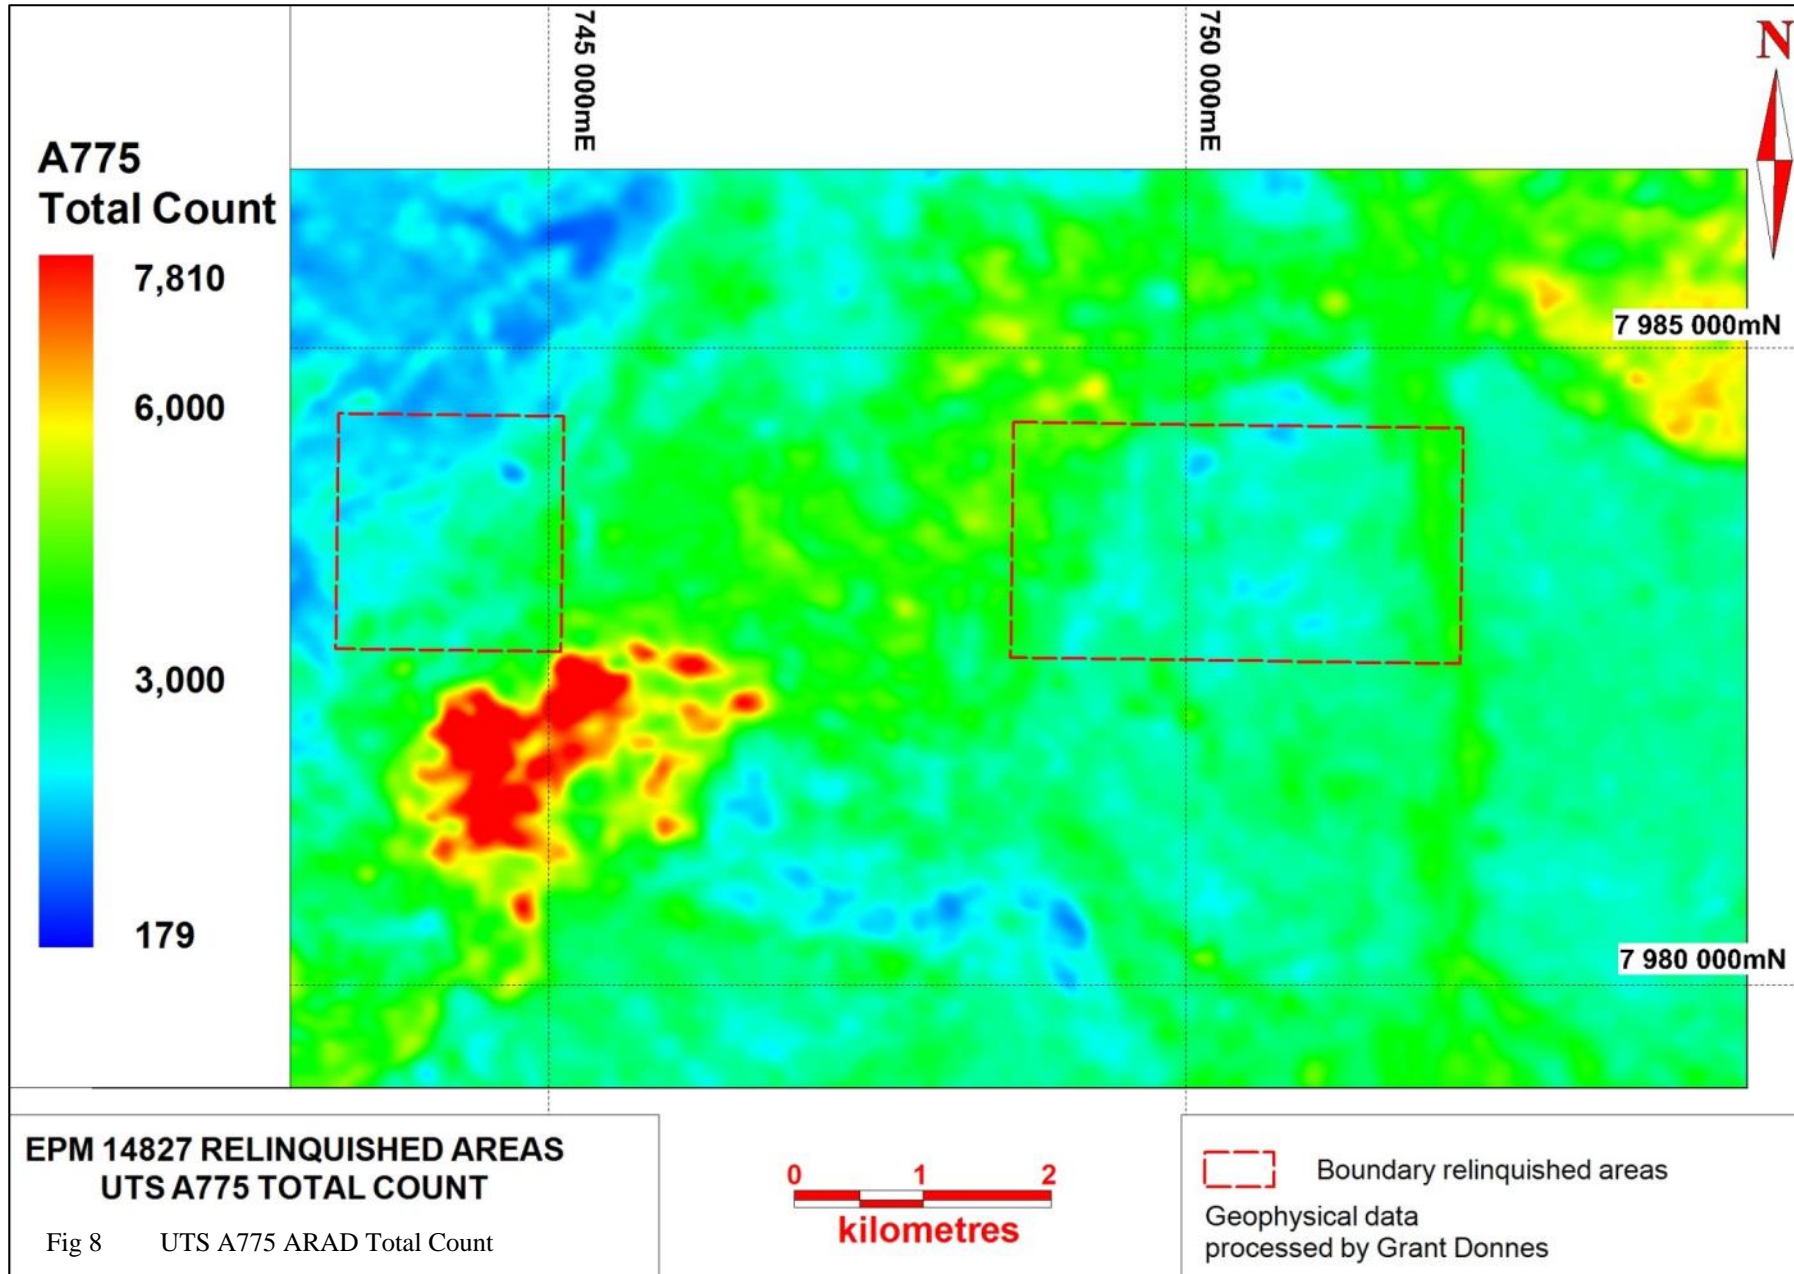 745 000mE
750 000mE
N
A775
Total Count
7,810
6,000
3,000
179
7 985 000mN
7 980 000mN
EPM 14827 RELINQUISHED AREAS
UTS A775 TOTAL COUNT
Fig 8 UTS A775 ARAD Total Count
0 1 2
kilometres
Boundary relinquished areas
Geophysical data
processed by Grant Donnes